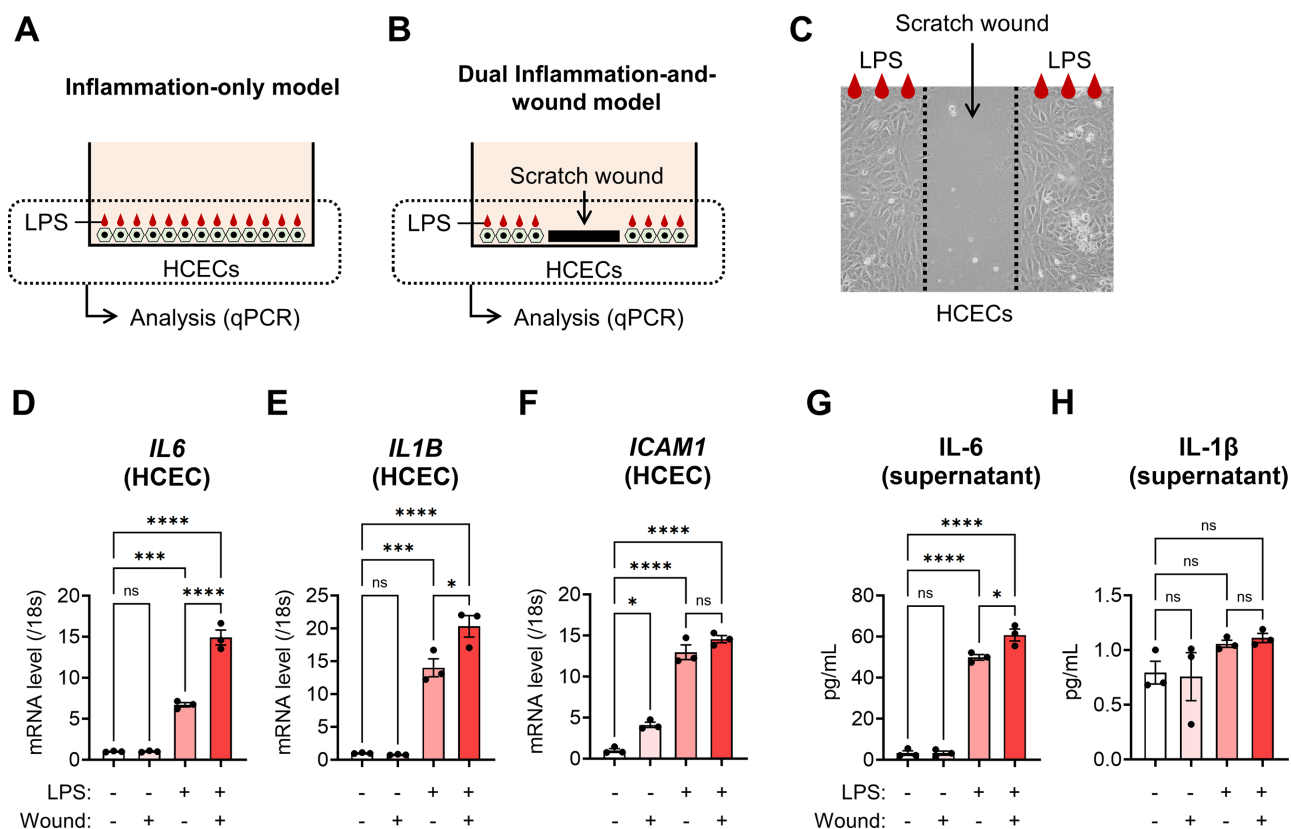 A
Inflammation-only model
LPS
HCECs
Analysis (qPCR)
B
Dual Inflammation-and-
wound model
Scratch wound
LPS
HCECs
Analysis (qPCR)
C
Scratch wound
LPS
LPS
HCECs
D
IL6
(HCEC)
****
***
ns
****
mRNA level (/18s)
20
15
10
5
0
LPS: - - + +
Wound: - + - +
E
IL1B
(HCEC)
****
***
ns
*
mRNA level (/18s)
25
20
15
10
5
0
- - + +
- + - +
F
ICAM1
(HCEC)
****
****
*
ns
mRNA level (/18s)
20
15
10
5
0
- - + +
- + - +
G
IL-6
(supernatant)
****
****
ns
*
pg/mL
80
60
40
20
0
LPS: - - + +
Wound: - + - +
H
IL-1β
(supernatant)
ns
ns
ns
ns
pg/mL
1.5
1.0
0.5
0.0
- - + +
- + - +